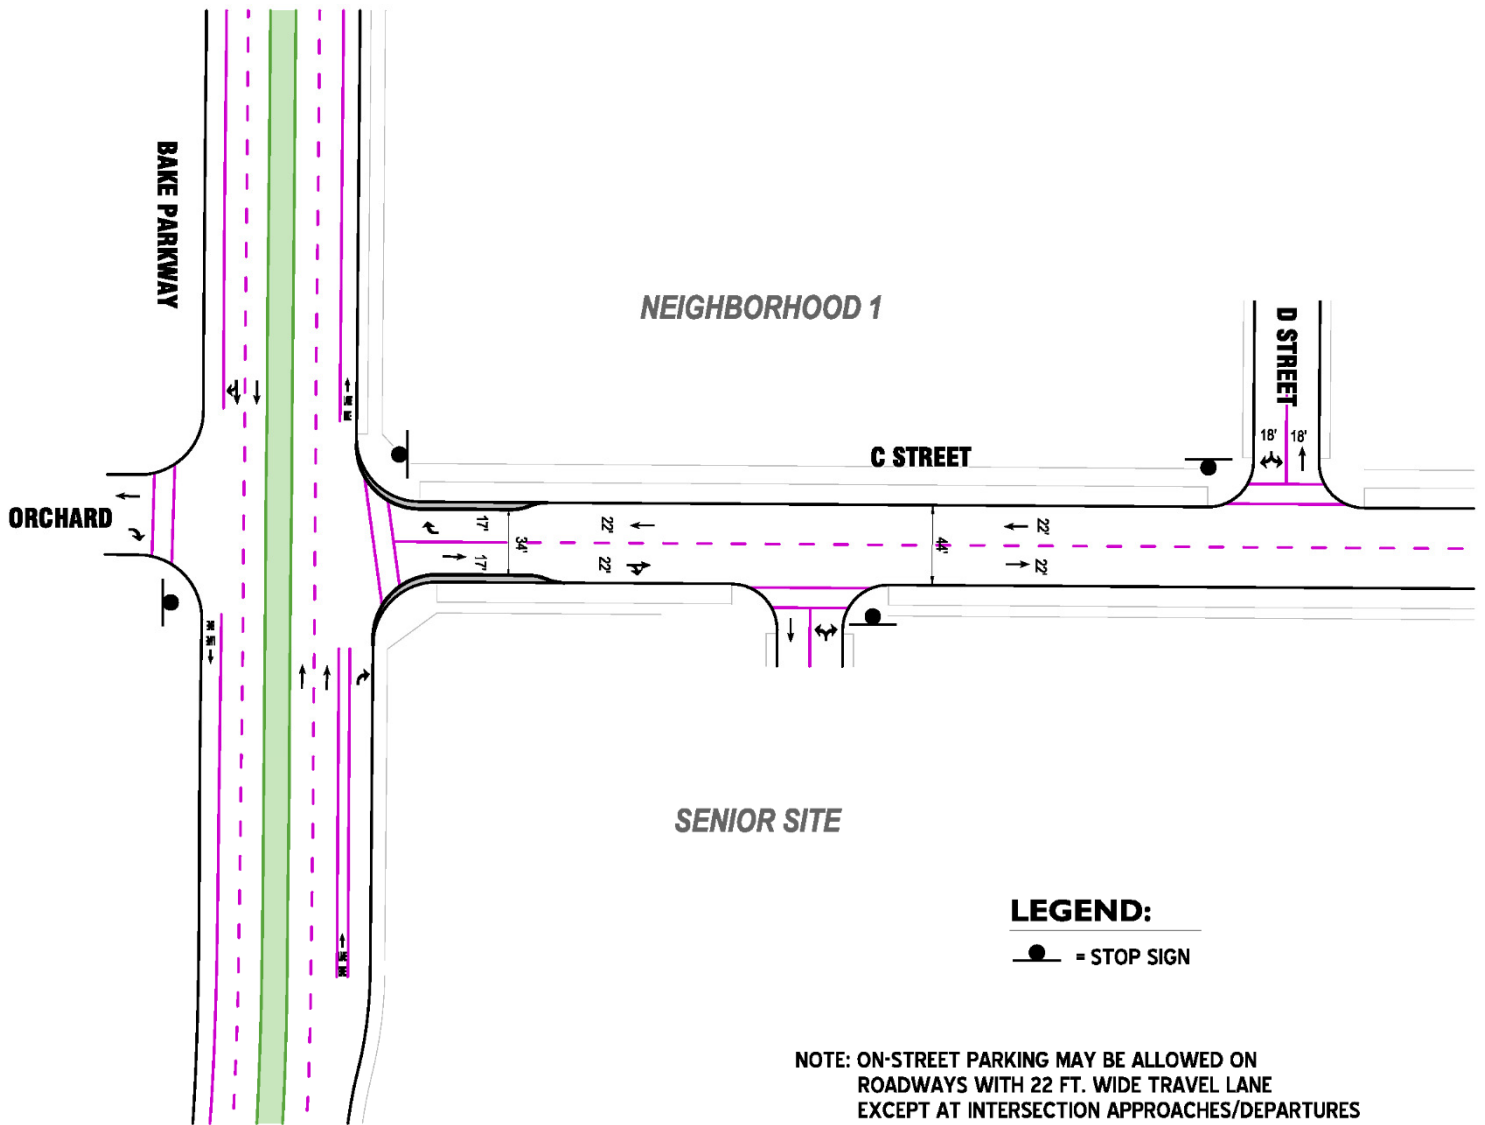 BAKE PARKWAY
NEIGHBORHOOD 1
D STREET
18'
18'
C STREET
ORCHARD
17'
17'
34'
22'
22'
44'
22'
22'
SENIOR SITE
LEGEND:
= STOP SIGN
NOTE: ON-STREET PARKING MAY BE ALLOWED ON
ROADWAYS WITH 22 FT. WIDE TRAVEL LANE
EXCEPT AT INTERSECTION APPROACHES/DEPARTURES